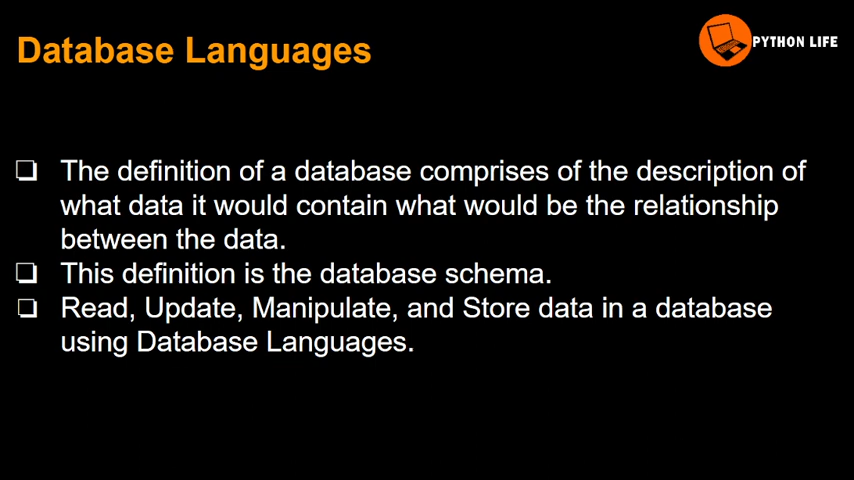 Database Languages
PYTHON LIFE
❏ The definition of a database comprises of the description of
what data it would contain what would be the relationship
between the data.
❏ This definition is the database schema.
❏ Read, Update, Manipulate, and Store data in a database
using Database Languages.